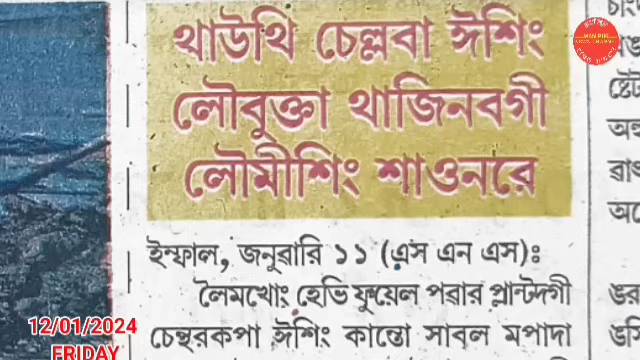 থাউথি চেল্লবা ঈশিং
লৌবুক্তা থাজিনবগী
লৌমীশিং শাওনরে
ইম্ফাল, জনুৱারি ১১ (এস এন এস)ঃ
লৈমখোং হেভি ফুয়েল পৱার প্লান্টদগী
চেন্থরকপা ঈশিং কান্তো সাবল মপাদা
12/01/2024
FRIDAY